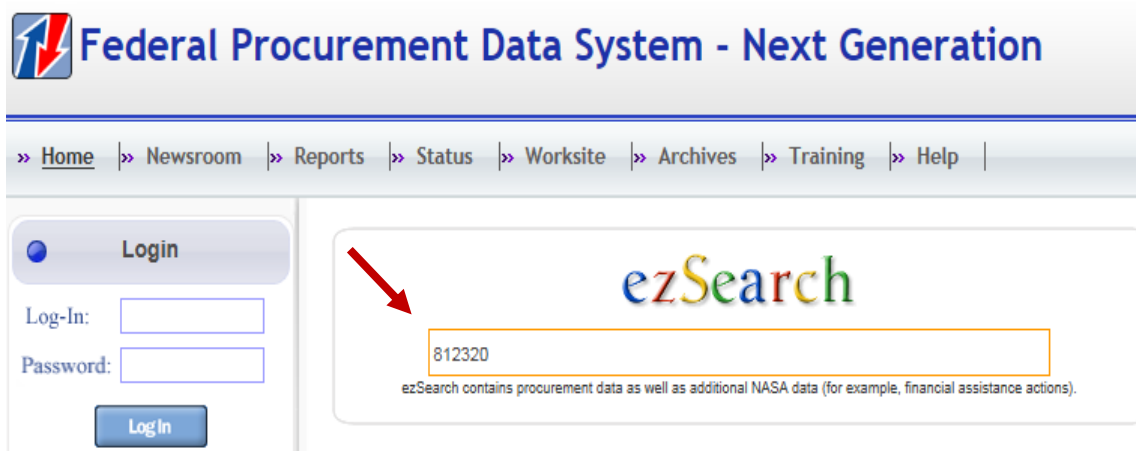 Federal Procurement Data System - Next Generation
» Home » Newsroom » Reports » Status » Worksite » Archives » Training » Help
Login
Log-In:
Password:
Log In
ezSearch
812320
ezSearch contains procurement data as well as additional NASA data (for example, financial assistance actions).